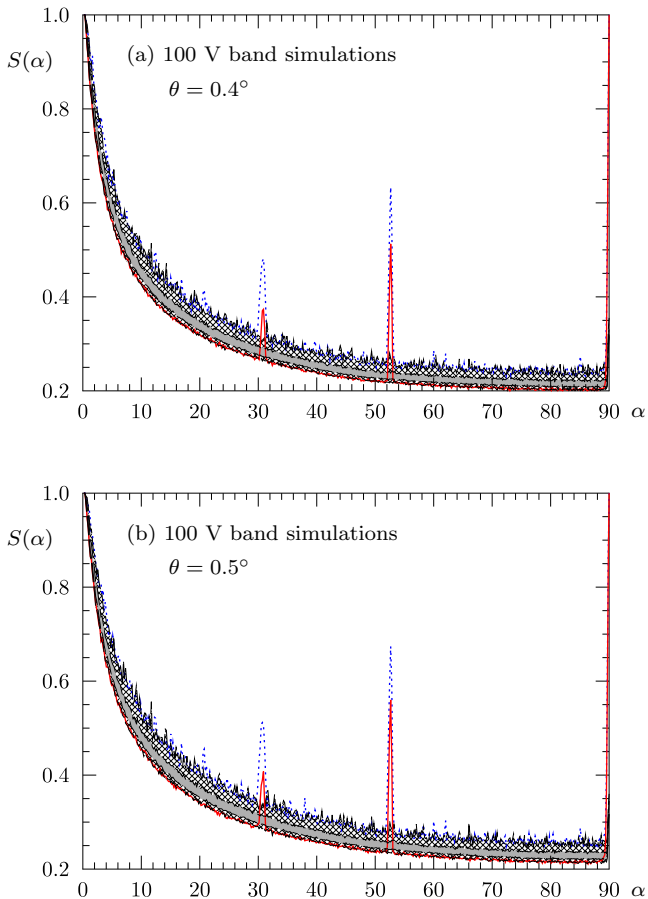 1.0
S(α)
(a) 100 V band simulations
θ = 0.4°
0.8
0.6
0.4
0.2
0 10 20 30 40 50 60 70 80 90 α
1.0
S(α)
(b) 100 V band simulations
θ = 0.5°
0.8
0.6
0.4
0.2
0 10 20 30 40 50 60 70 80 90 α